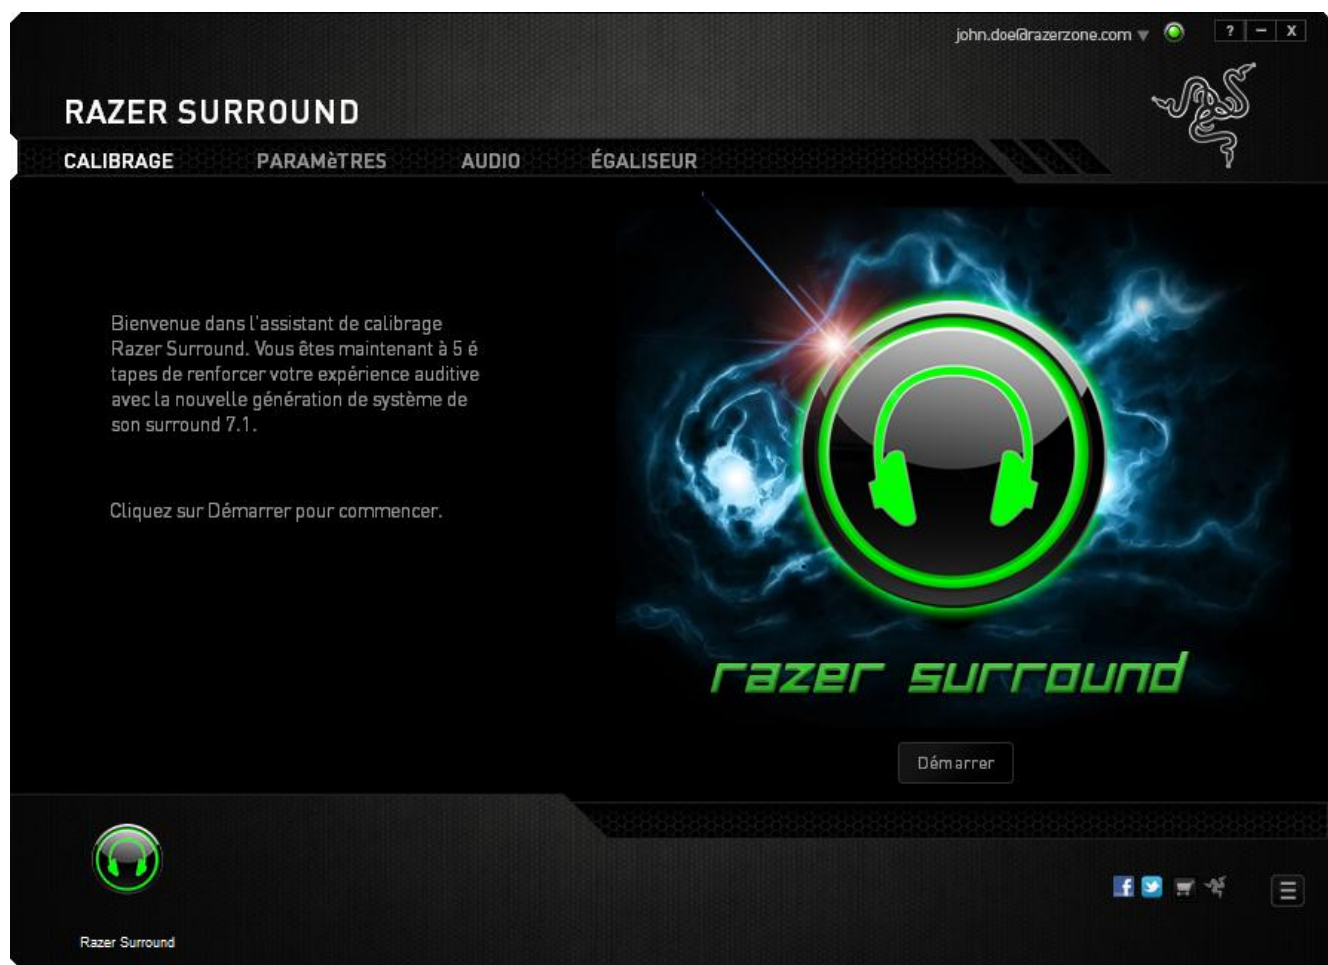 john.doe@razerzone.com
? – X
RAZER SURROUND
CALIBRAGE PARAMèTRES AUDIO ÉGALISEUR
Bienvenue dans l'assistant de calibrage
Razer Surround. Vous êtes maintenant à 5 é
tapes de renforcer votre expérience auditive
avec la nouvelle génération de système de
son surround 7.1.
Cliquez sur Démarrer pour commencer.
razer surround
Démarrer
Razer Surround